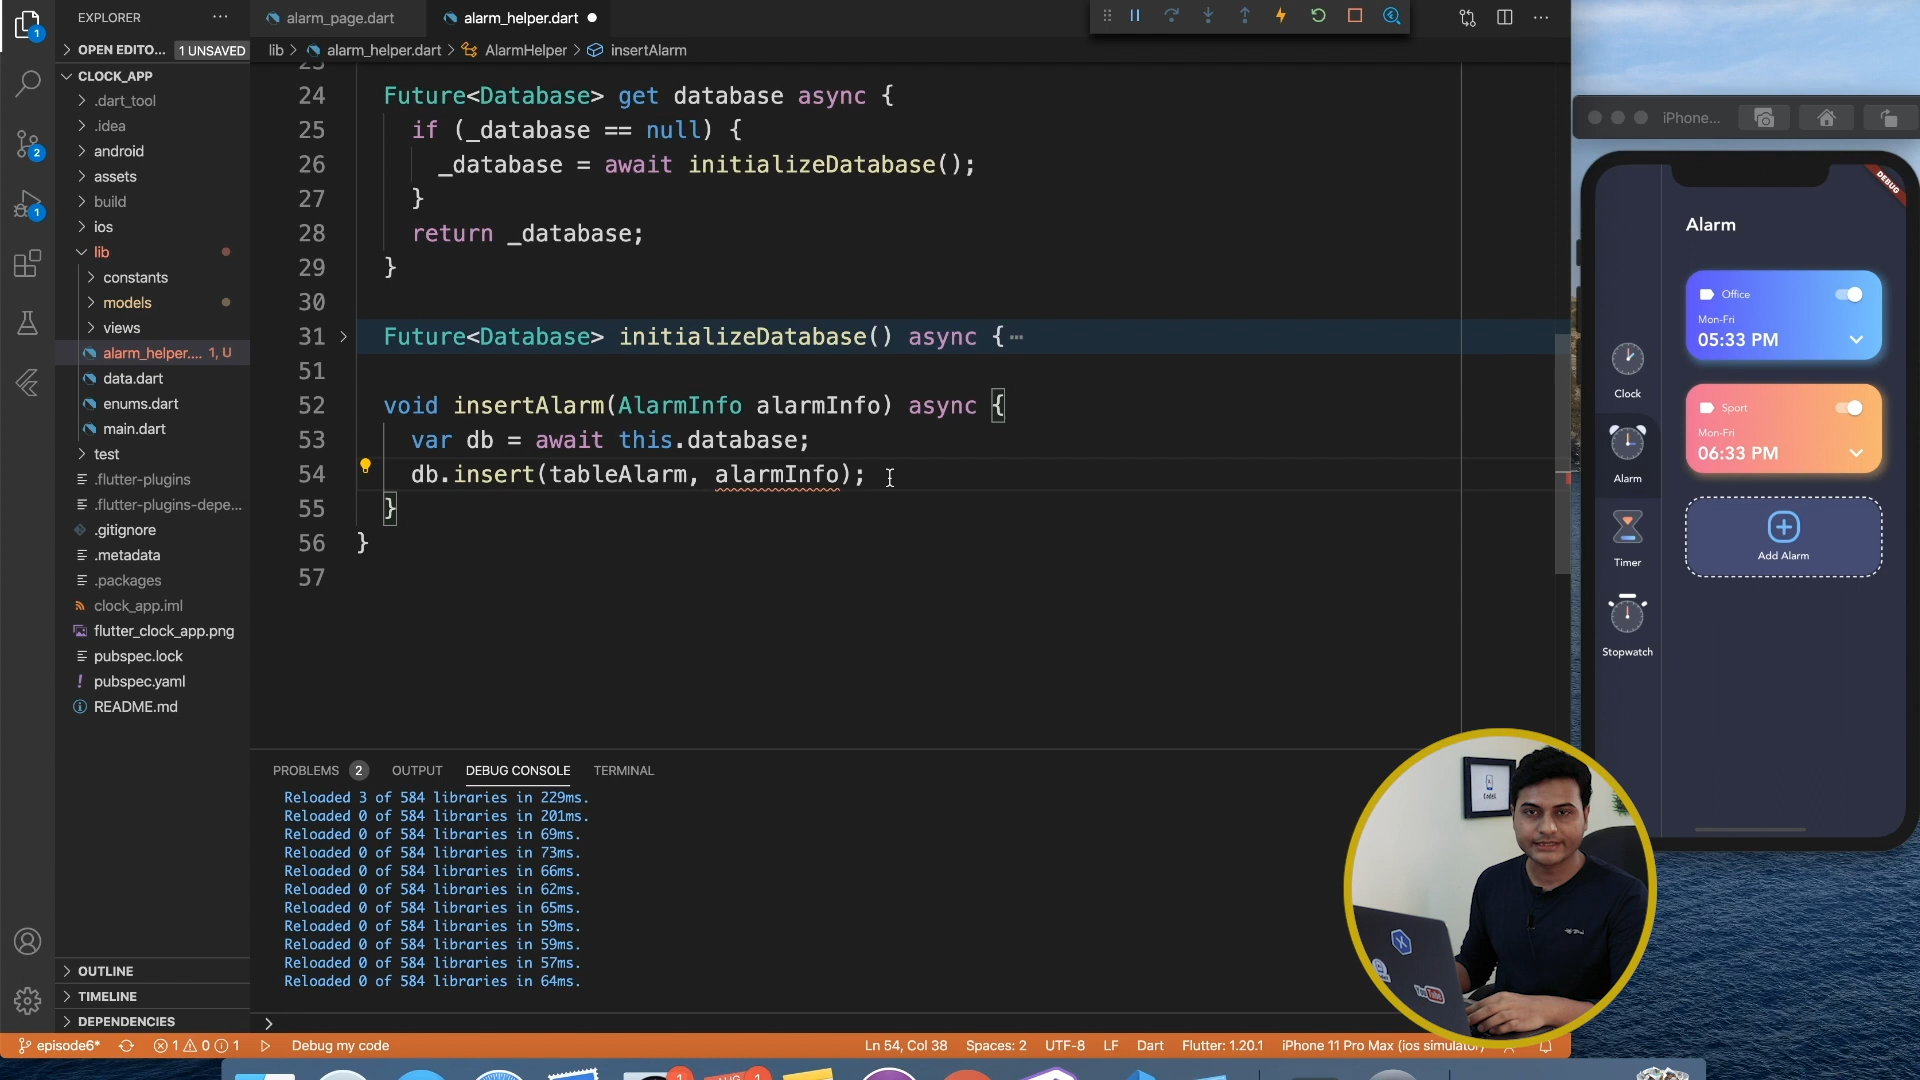 EXPLORER
alarm_page.dart
alarm_helper.dart
OPEN EDITO... 1 UNSAVED
lib > alarm_helper.dart > AlarmHelper > insertAlarm
CLOCK_APP
.dart_tool
.idea
android
assets
build
ios
lib
constants
models
views
alarm_helper.... 1, U
data.dart
enums.dart
main.dart
test
.flutter-plugins
.flutter-plugins-depe...
.gitignore
.metadata
.packages
clock_app.iml
flutter_clock_app.png
pubspec.lock
pubspec.yaml
README.md
OUTLINE
TIMELINE
DEPENDENCIES
23
24 Future<Database> get database async {
25 if (_database == null) {
26 _database = await initializeDatabase();
27 }
28 return _database;
29 }
30
31 Future<Database> initializeDatabase() async {…
51
52 void insertAlarm(AlarmInfo alarmInfo) async {
53 var db = await this.database;
54 db.insert(tableAlarm, alarmInfo);
55 }
56 }
57
PROBLEMS 2 OUTPUT DEBUG CONSOLE TERMINAL
Reloaded 3 of 584 libraries in 229ms.
Reloaded 0 of 584 libraries in 201ms.
Reloaded 0 of 584 libraries in 69ms.
Reloaded 0 of 584 libraries in 73ms.
Reloaded 0 of 584 libraries in 66ms.
Reloaded 0 of 584 libraries in 62ms.
Reloaded 0 of 584 libraries in 65ms.
Reloaded 0 of 584 libraries in 59ms.
Reloaded 0 of 584 libraries in 59ms.
Reloaded 0 of 584 libraries in 57ms.
Reloaded 0 of 584 libraries in 64ms.
episode6* 1 0 1 Debug my code
Ln 54, Col 38 Spaces: 2 UTF-8 LF Dart Flutter: 1.20.1 iPhone 11 Pro Max (ios simulator)
iPhone...
DEBUG
Alarm
Office
Mon-Fri
05:33 PM
Sport
Mon-Fri
06:33 PM
Add Alarm
Clock
Alarm
Timer
Stopwatch
YouTube
AUG